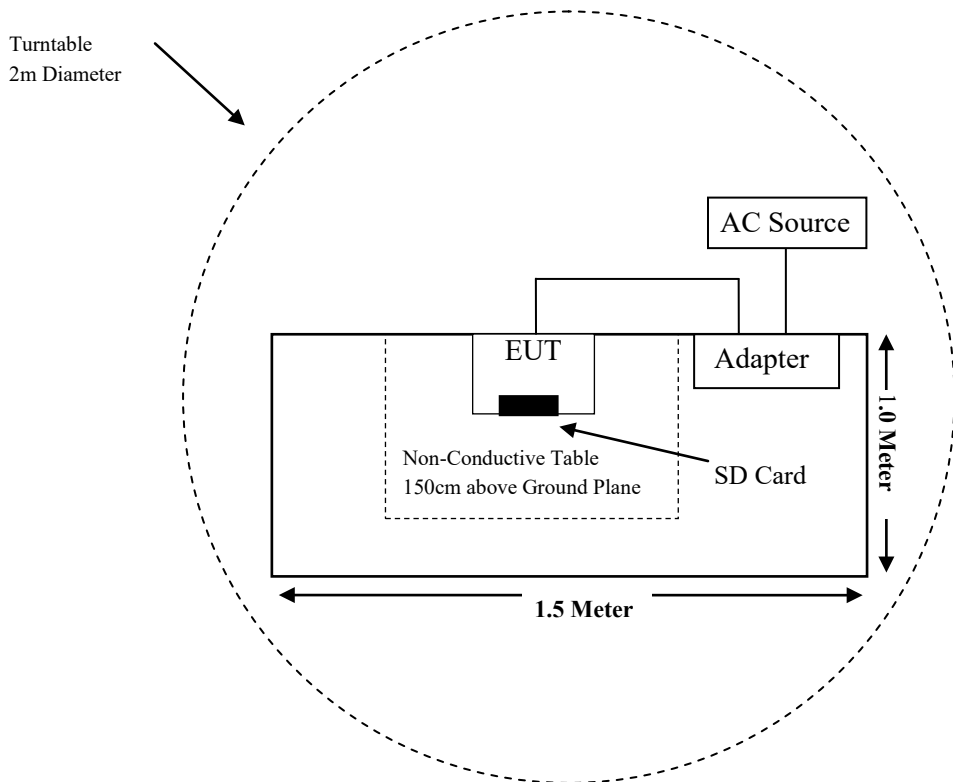 Turntable
2m Diameter
AC Source
EUT
Adapter
Non-Conductive Table
150cm above Ground Plane
SD Card
1.0 Meter
1.5 Meter